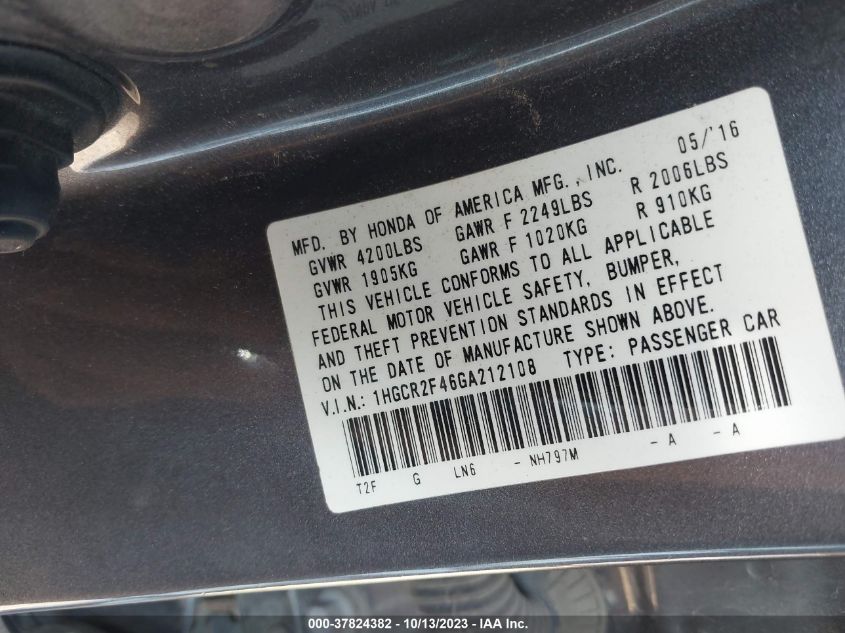 MFD. BY HONDA OF AMERICA MFG., INC. 05/'16
GVWR 4200LBS GAWR F 2249LBS R 2006LBS
GVWR 1905KG GAWR F 1020KG R 910KG
THIS VEHICLE CONFORMS TO ALL APPLICABLE
FEDERAL MOTOR VEHICLE SAFETY, BUMPER,
AND THEFT PREVENTION STANDARDS IN EFFECT
ON THE DATE OF MANUFACTURE SHOWN ABOVE.
V.I.N.: 1HGCR2F46GA212108 TYPE: PASSENGER CAR
T2F G LN6 - NH797M - A - A
000-37824382 | 10/13/2023 - IAA Inc.